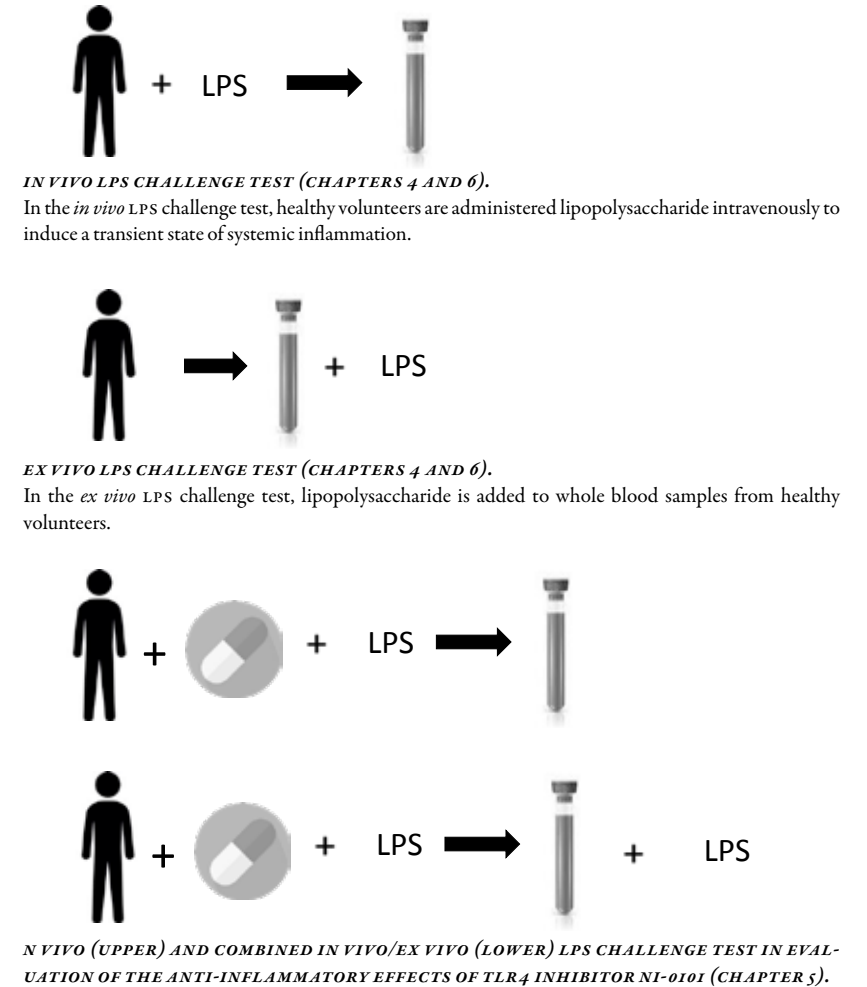 + LPS
IN VIVO LPS CHALLENGE TEST (CHAPTERS 4 AND 6).
In the in vivo LPS challenge test, healthy volunteers are administered lipopolysaccharide intravenously to
induce a transient state of systemic inflammation.
+ LPS
EX VIVO LPS CHALLENGE TEST (CHAPTERS 4 AND 6).
In the ex vivo LPS challenge test, lipopolysaccharide is added to whole blood samples from healthy
volunteers.
+ + LPS
+ + LPS + LPS
N VIVO (UPPER) AND COMBINED IN VIVO/EX VIVO (LOWER) LPS CHALLENGE TEST IN EVAL-
UATION OF THE ANTI-INFLAMMATORY EFFECTS OF TLR4 INHIBITOR NI-0101 (CHAPTER 5).